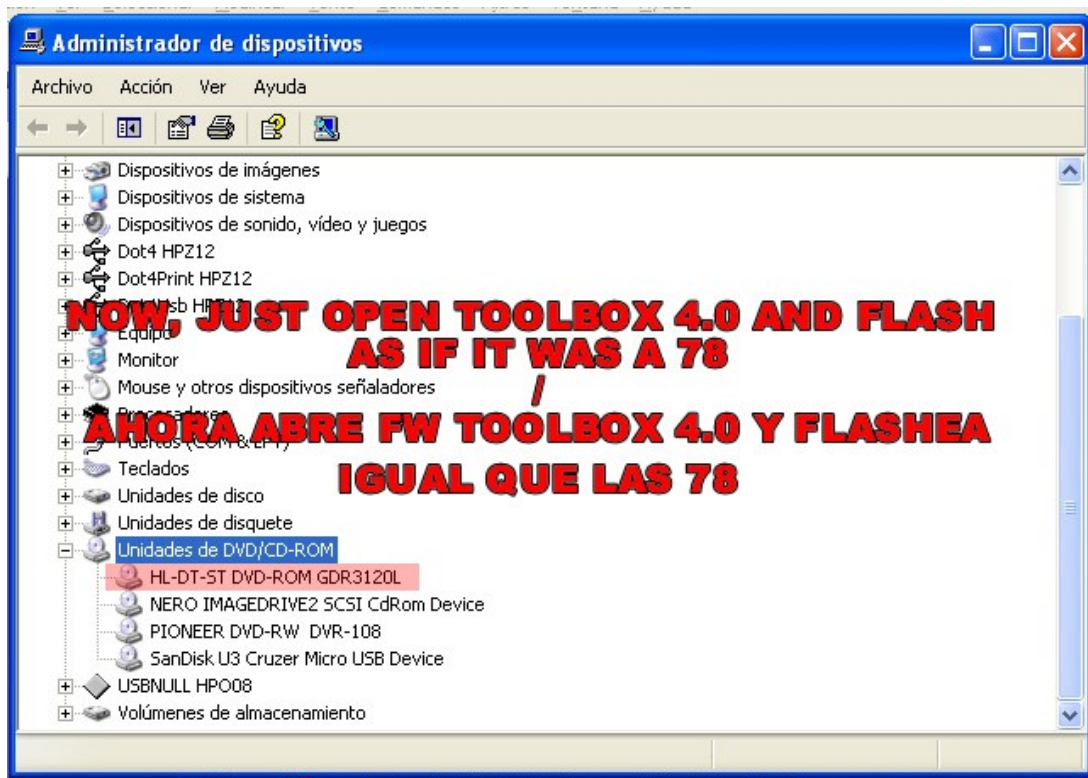 Administrador de dispositivos
Archivo Acción Ver Ayuda
Dispositivos de imágenes
Dispositivos de sistema
Dispositivos de sonido, vídeo y juegos
Dot4 HPZ12
Dot4Print HPZ12
NOW, JUST OPEN TOOLBOX 4.0 AND FLASH
Equipo
AS IF IT WAS A 78
Monitor
Mouse y otros dispositivos señaladores
/
Procesadores
AHORA ABRE FW TOOLBOX 4.0 Y FLASHEA
Puertos (COM & LPT)
Teclados
IGUAL QUE LAS 78
Unidades de disco
Unidades de disquete
Unidades de DVD/CD-ROM
HL-DT-ST DVD-ROM GDR3120L
NERO IMAGEDRIVE2 SCSI CdRom Device
PIONEER DVD-RW DVR-108
SanDisk U3 Cruzer Micro USB Device
USBNULL HPO08
Volúmenes de almacenamiento